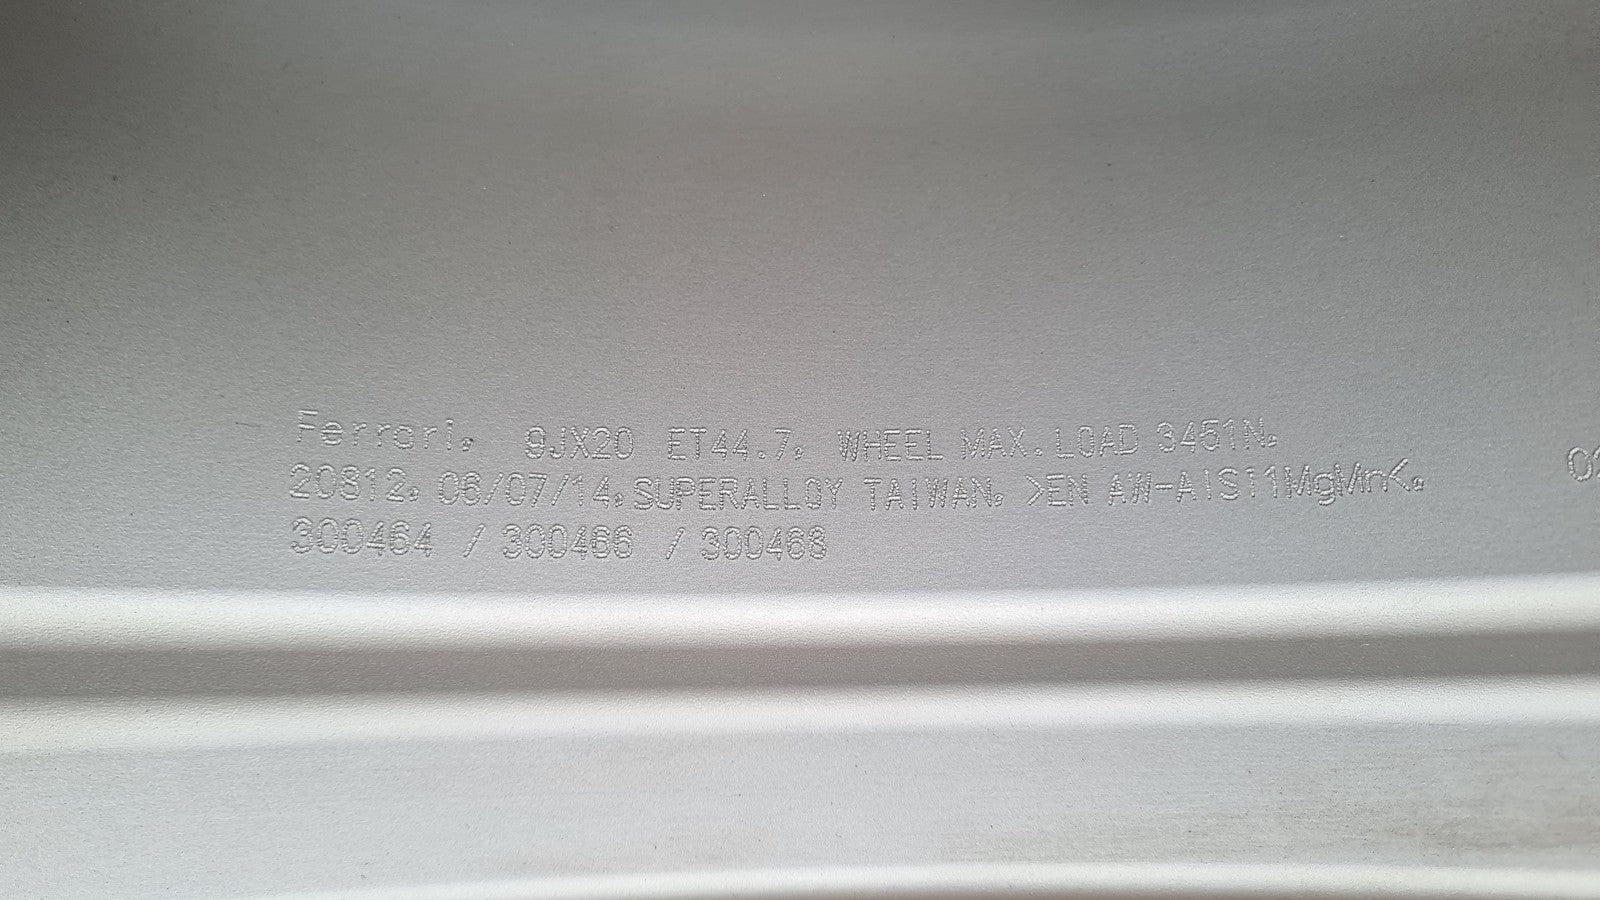 Ferrari. 9JX20 ET44.7. WHEEL MAX. LOAD 3451N.
20812. 06/07/14. SUPERALLOY TAIWAN. >EN AW-AlSi1MgMn<.
300464 / 300466 / 300468